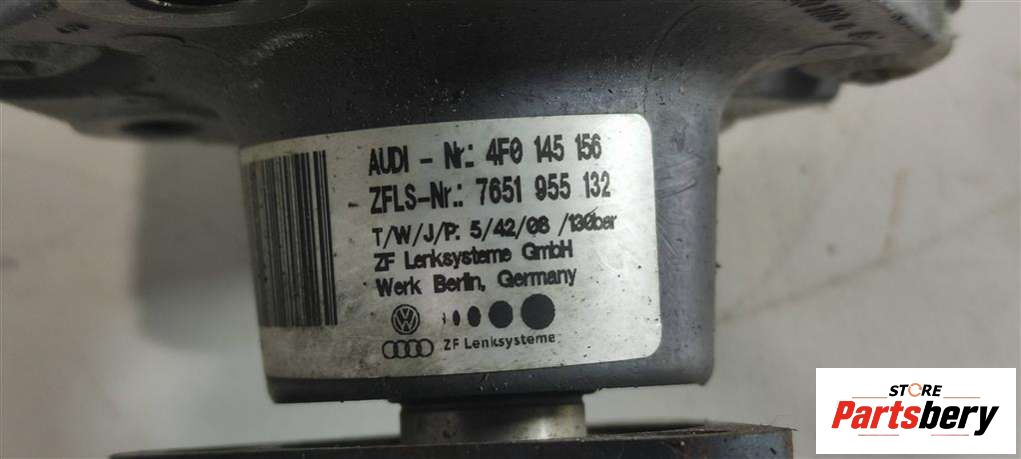 AUDI - Nr.: 4F0 145 156
ZFLS-Nr.: 7651 955 132
T/W/J/P: 5/42/08 /130bar
ZF Lenksysteme GmbH
Werk Berlin, Germany
ZF Lenksysteme
STORE
Partsbery